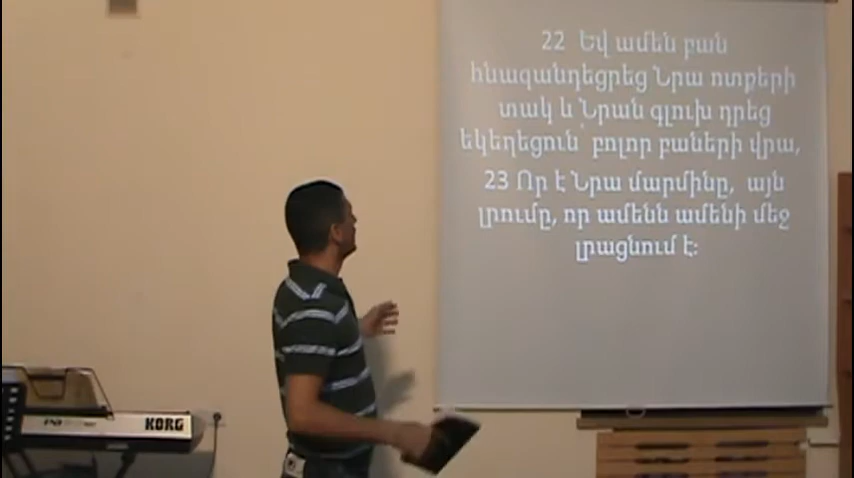 22 Եվ ամեն բան
հնազանդեցրեց Նրա ոտքերի
տակ և Նրան գլուխ դրեց
եկեղեցուն՝ բոլոր բաների վրա,
23 Որ է Նրա մարմինը, այն
լրումը, որ ամենն ամենի մեջ
լրացնում է:
KORG